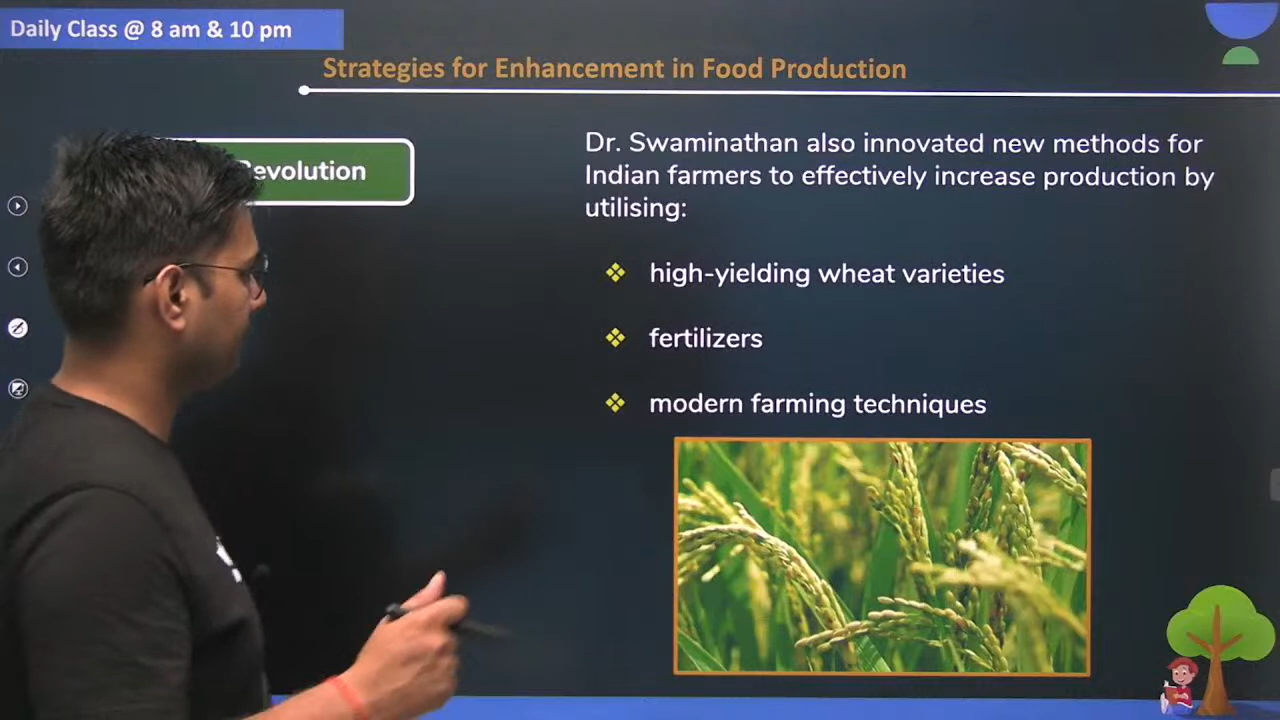 Daily Class @ 8 am & 10 pm
Strategies for Enhancement in Food Production
Revolution
Dr. Swaminathan also innovated new methods for
Indian farmers to effectively increase production by
utilising:
high-yielding wheat varieties
fertilizers
modern farming techniques